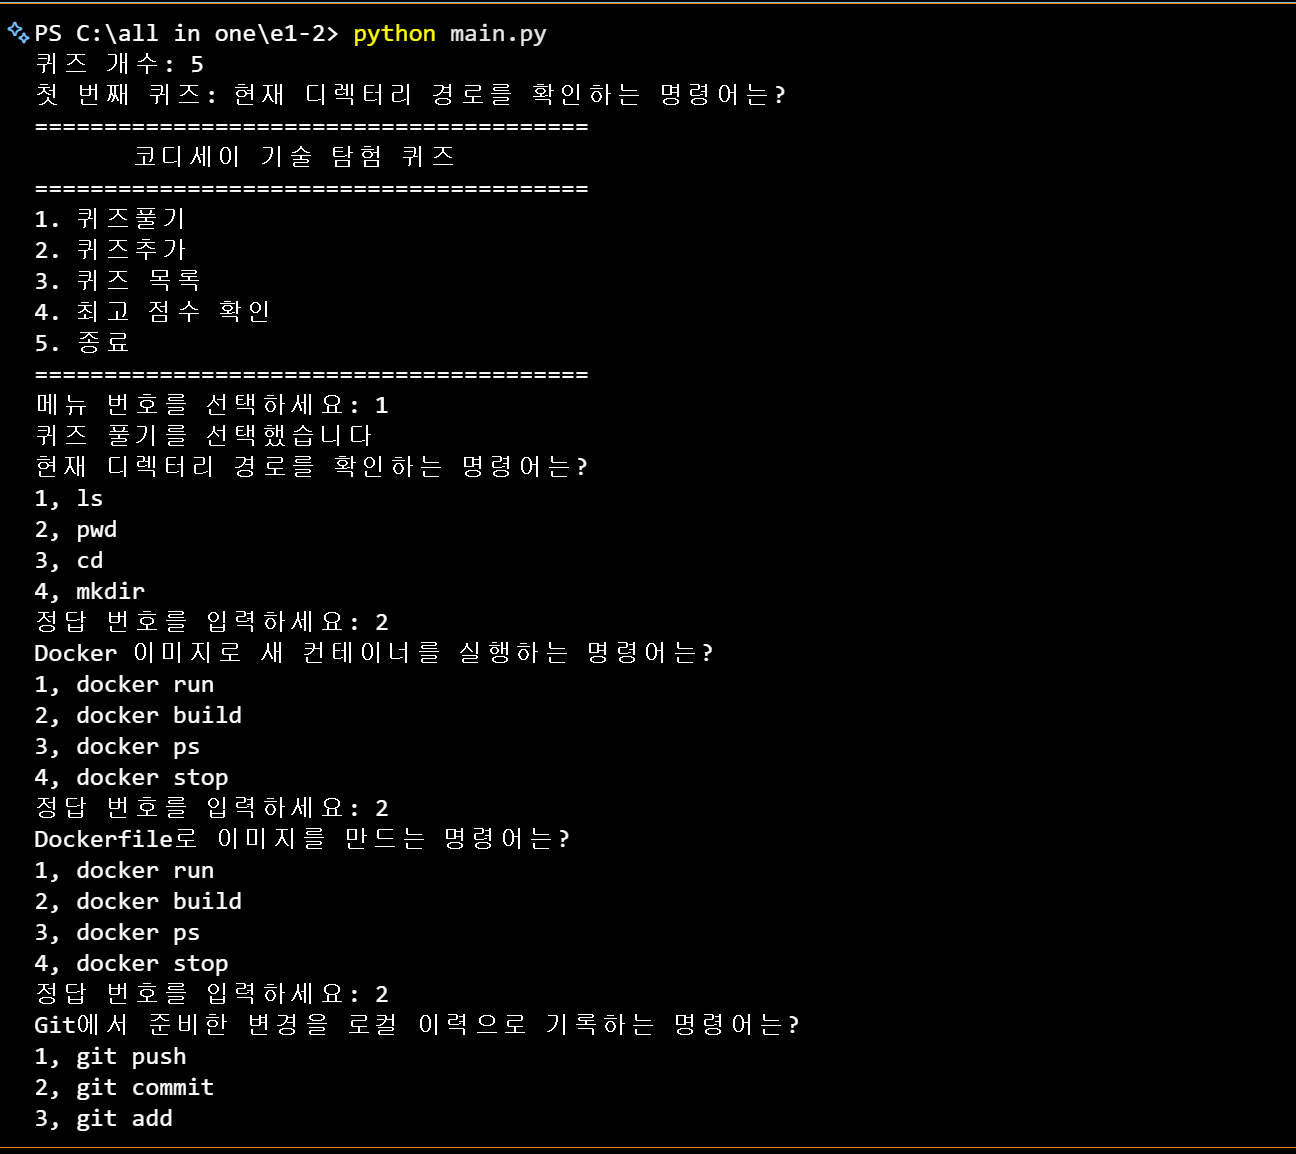 PS C:\all in one\e1-2> python main.py
퀴즈 개수: 5
첫 번째 퀴즈: 현재 디렉터리 경로를 확인하는 명령어는?
========================================
코디세이 기술 탐험 퀴즈
========================================
1. 퀴즈풀기
2. 퀴즈추가
3. 퀴즈 목록
4. 최고 점수 확인
5. 종료
========================================
메뉴 번호를 선택하세요: 1
퀴즈 풀기를 선택했습니다
현재 디렉터리 경로를 확인하는 명령어는?
1, ls
2, pwd
3, cd
4, mkdir
정답 번호를 입력하세요: 2
Docker 이미지로 새 컨테이너를 실행하는 명령어는?
1, docker run
2, docker build
3, docker ps
4, docker stop
정답 번호를 입력하세요: 2
Dockerfile로 이미지를 만드는 명령어는?
1, docker run
2, docker build
3, docker ps
4, docker stop
정답 번호를 입력하세요: 2
Git에서 준비한 변경을 로컬 이력으로 기록하는 명령어는?
1, git push
2, git commit
3, git add